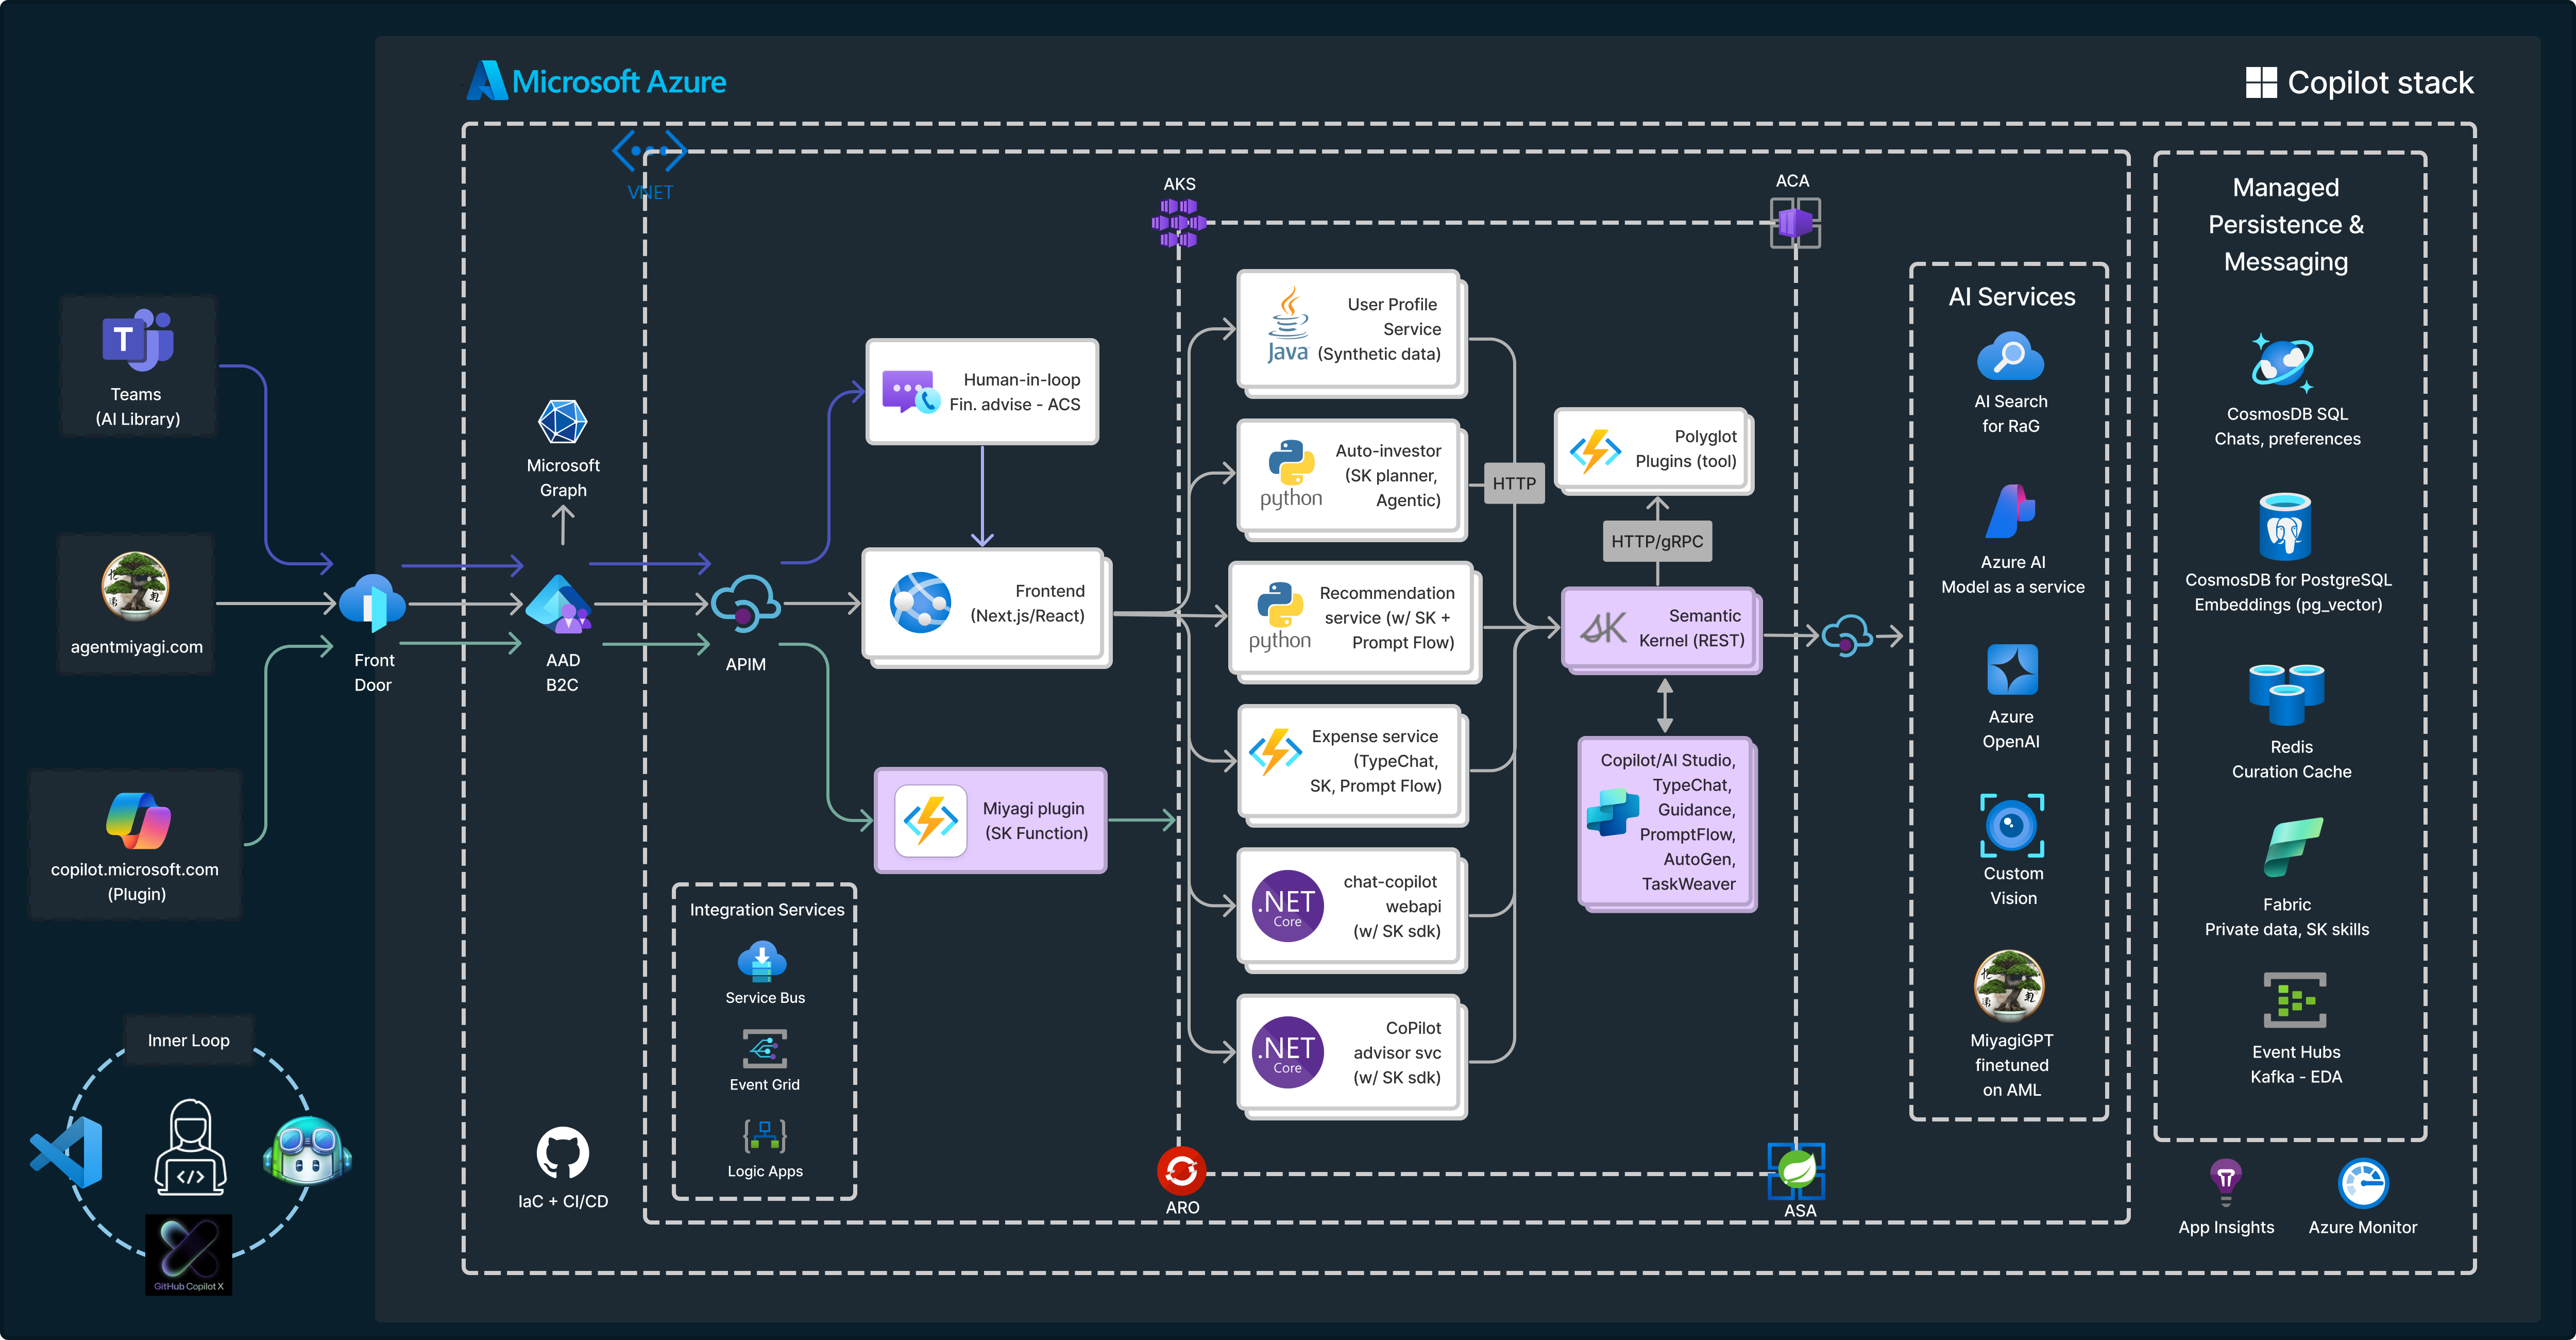 Microsoft Azure
Copilot stack
VNET
AKS
ACA
Managed
Persistence &
Messaging
Teams
(AI Library)
agentmiyagi.com
copilot.microsoft.com
(Plugin)
Front
Door
Microsoft
Graph
AAD
B2C
APIM
Human-in-loop
Fin. advise - ACS
Frontend
(Next.js/React)
Miyagi plugin
(SK Function)
Integration Services
Service Bus
Event Grid
Logic Apps
Java
User Profile
Service
(Synthetic data)
python
Auto-investor
(SK planner,
Agentic)
python
Recommendation
service (w/ SK +
Prompt Flow)
Expense service
(TypeChat,
SK, Prompt Flow)
.NET
Core
chat-copilot
webapi
(w/ SK sdk)
.NET
Core
CoPilot
advisor svc
(w/ SK sdk)
HTTP
Polyglot
Plugins (tool)
HTTP/gRPC
SK
Semantic
Kernel (REST)
Copilot/AI Studio,
TypeChat,
Guidance,
PromptFlow,
AutoGen,
TaskWeaver
AI Services
AI Search
for RaG
Azure AI
Model as a service
Azure
OpenAI
Custom
Vision
MiyagiGPT
finetuned
on AML
CosmosDB SQL
Chats, preferences
CosmosDB for PostgreSQL
Embeddings (pg_vector)
Redis
Curation Cache
Fabric
Private data, SK skills
Event Hubs
Kafka - EDA
Inner Loop
GitHub Copilot X
IaC + CI/CD
ARO
ASA
App Insights
Azure Monitor